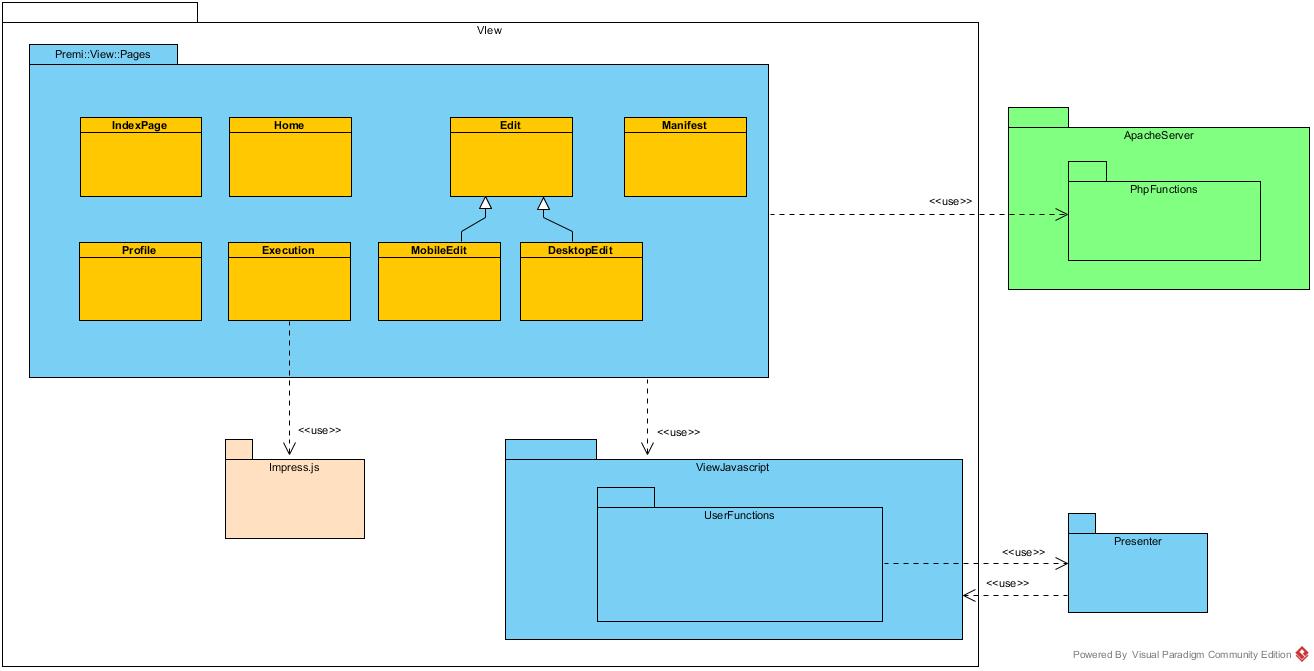 VIew
Premi::View::Pages
IndexPage
Home
Edit
Manifest
ApacheServer
PhpFunctions
<<use>>
Profile
Execution
MobileEdit
DesktopEdit
<<use>>
<<use>>
Impress.js
ViewJavascript
UserFunctions
Presenter
<<use>>
<<use>>
Powered By Visual Paradigm Community Edition